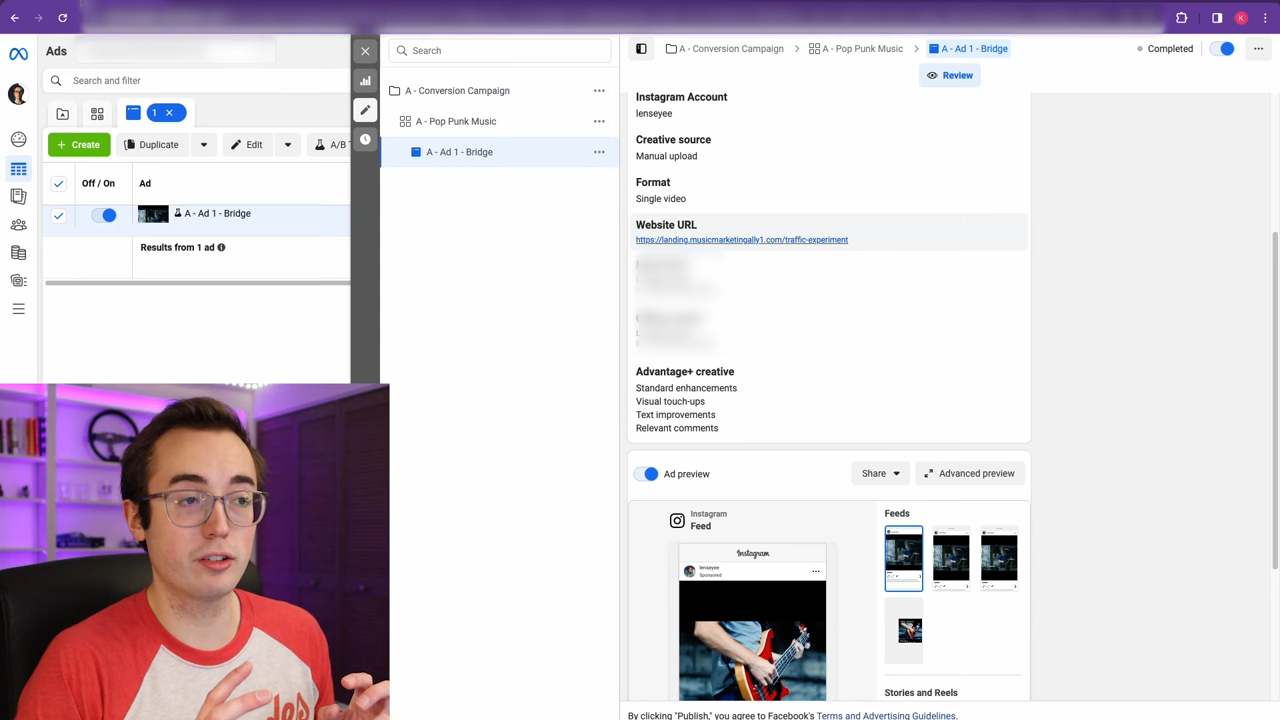 Ads
Search and filter
1
Create
Duplicate
Edit
A/B T
Off / On
Ad
A - Ad 1 - Bridge
Results from 1 ad
Search
A - Conversion Campaign
A - Pop Punk Music
A - Ad 1 - Bridge
A - Conversion Campaign
A - Pop Punk Music
A - Ad 1 - Bridge
Completed
K
Review
Instagram Account
lenseyee
Creative source
Manual upload
Format
Single video
Website URL
https://landing.musicmarketingally1.com/traffic-experiment
Advantage+ creative
Standard enhancements
Visual touch-ups
Text improvements
Relevant comments
Ad preview
Share
Advanced preview
Instagram
Feed
Instagram
lenseyee
Sponsored
Feeds
Stories and Reels
By clicking "Publish," you agree to Facebook's Terms and Advertising Guidelines.